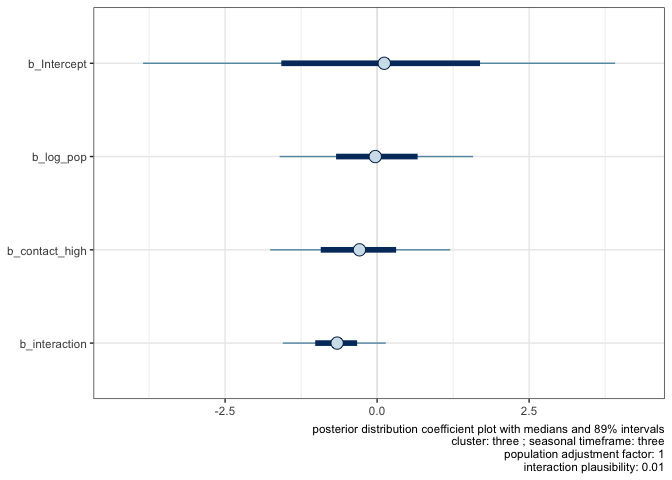 b_Intercept
b_log_pop
b_contact_high
b_interaction
-2.5 0.0 2.5
posterior distribution coefficient plot with medians and 89% intervals
cluster: three ; seasonal timeframe: three
population adjustment factor: 1
interaction plausibility: 0.01